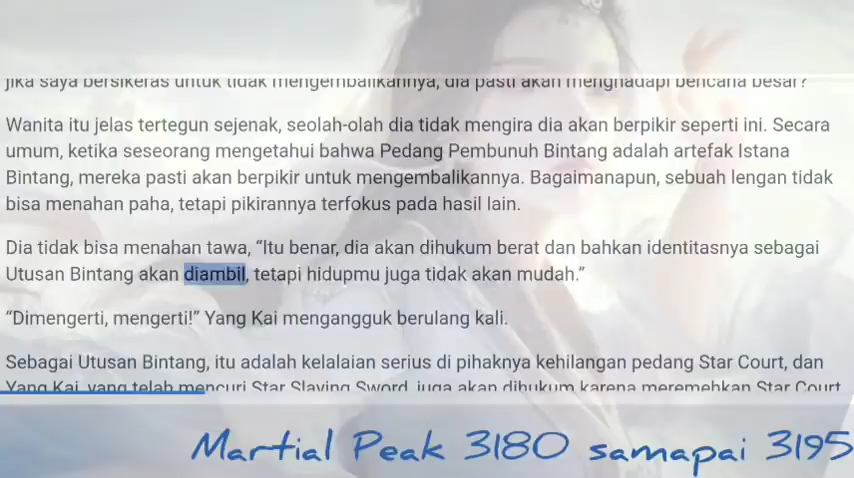 jika saya bersikeras untuk tidak mengembalikannya, dia pasti akan menghadapi bencana besar?
Wanita itu jelas tertegun sejenak, seolah-olah dia tidak mengira dia akan berpikir seperti ini. Secara
umum, ketika seseorang mengetahui bahwa Pedang Pembunuh Bintang adalah artefak Istana
Bintang, mereka pasti akan berpikir untuk mengembalikannya. Bagaimanapun, sebuah lengan tidak
bisa menahan paha, tetapi pikirannya terfokus pada hasil lain.
Dia tidak bisa menahan tawa, “Itu benar, dia akan dihukum berat dan bahkan identitasnya sebagai
Utusan Bintang akan diambil, tetapi hidupmu juga tidak akan mudah.”
“Dimengerti, mengerti!” Yang Kai mengangguk berulang kali.
Sebagai Utusan Bintang, itu adalah kelalaian serius di pihaknya kehilangan pedang Star Court, dan
Yang Kai, yang telah mencuri Star Slaying Sword, juga akan dihukum karena meremehkan Star Court
Martial Peak 3180 samapai 3195